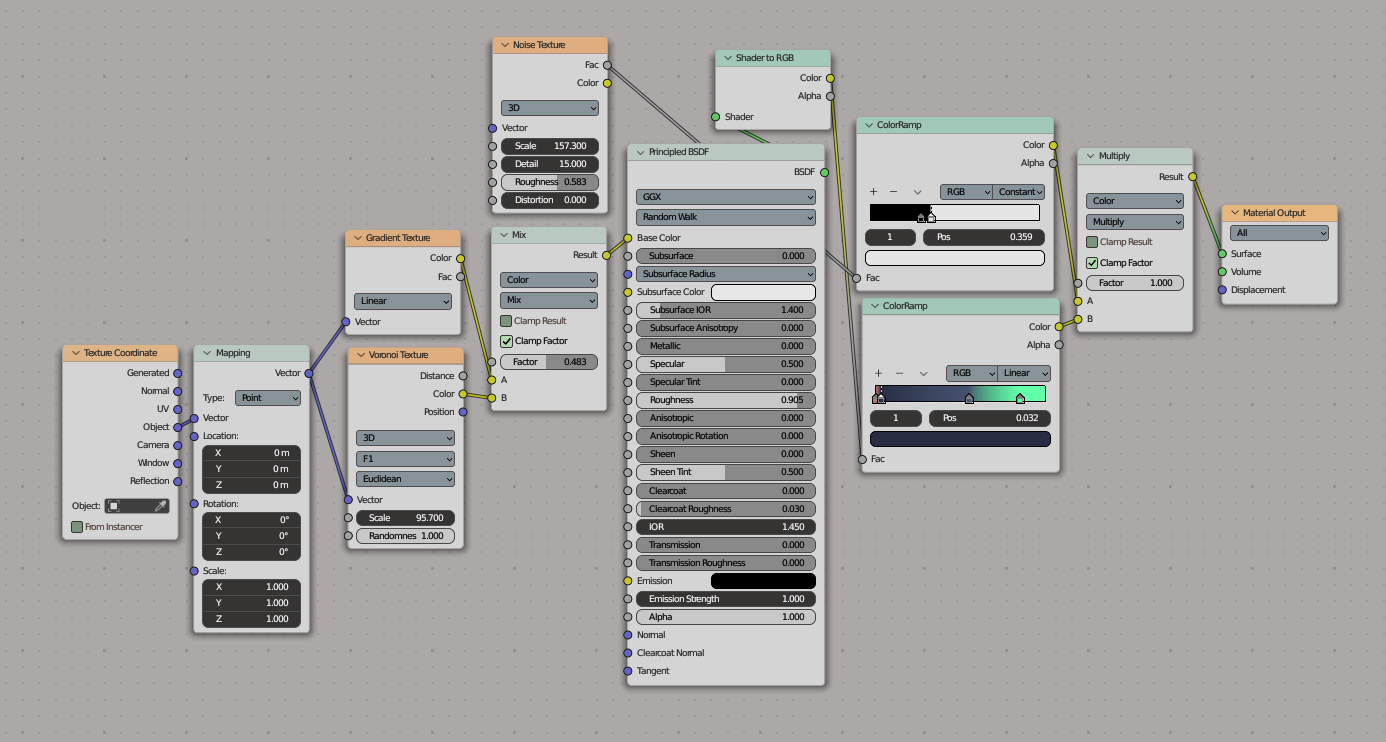 Noise Texture
Fac
Color
3D
Vector
Scale 157.300
Detail 15.000
Roughness 0.583
Distortion 0.000
Shader to RGB
Color
Alpha
Shader
ColorRamp
Color
Alpha
+ − RGB Constant
1 Pos 0.359
Fac
Multiply
Result
Color
Multiply
Clamp Result
Clamp Factor
Factor 1.000
A
B
Material Output
All
Surface
Volume
Displacement
Principled BSDF
BSDF
GGX
Random Walk
Base Color
Subsurface 0.000
Subsurface Radius
Subsurface Color
Subsurface IOR 1.400
Subsurface Anisotropy 0.000
Metallic 0.000
Specular 0.500
Specular Tint 0.000
Roughness 0.905
Anisotropic 0.000
Anisotropic Rotation 0.000
Sheen 0.000
Sheen Tint 0.500
Clearcoat 0.000
Clearcoat Roughness 0.030
IOR 1.450
Transmission 0.000
Transmission Roughness 0.000
Emission
Emission Strength 1.000
Alpha 1.000
Normal
Clearcoat Normal
Tangent
ColorRamp
Color
Alpha
+ − RGB Linear
1 Pos 0.032
Fac
Gradient Texture
Color
Fac
Linear
Vector
Mix
Result
Color
Mix
Clamp Result
Clamp Factor
Factor 0.483
A
B
Texture Coordinate
Generated
Normal
UV
Object
Camera
Window
Reflection
Object:
From Instancer
Mapping
Vector
Type: Point
Vector
Location:
X 0 m
Y 0 m
Z 0 m
Rotation:
X 0°
Y 0°
Z 0°
Scale:
X 1.000
Y 1.000
Z 1.000
Voronoi Texture
Distance
Color
Position
3D
F1
Euclidean
Vector
Scale 95.700
Randomnes 1.000